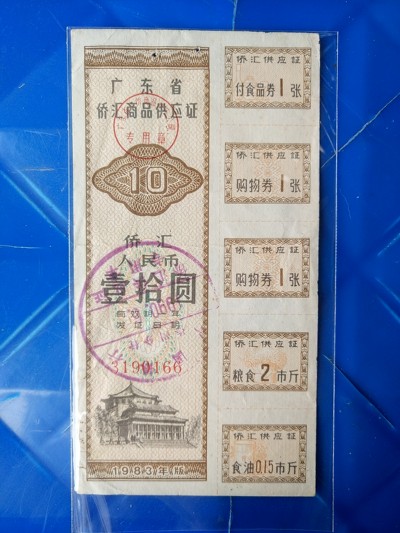 广东省
侨汇商品供应证
专用章
10
侨汇
人民币
壹拾圆
3190166
1983年版
侨汇供应证
付食品券1张
侨汇供应证
购物券1张
侨汇供应证
购物券1张
侨汇供应证
粮食2市斤
侨汇供应证
食油0.15市斤